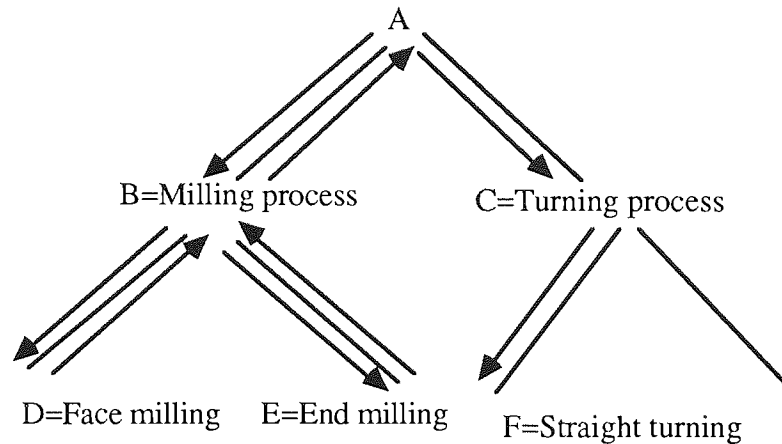 A
B=Milling process
C=Turning process
D=Face milling
E=End milling
F=Straight turning